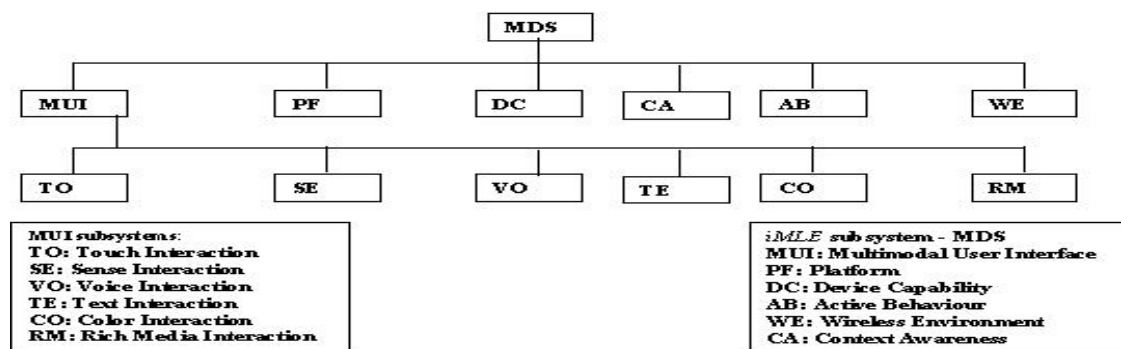 MDS
MUI PF DC CA AB WE
TO SE VO TE CO RM
MUI subsystems:
TO: Touch Interaction
SE: Sense Interaction
VO: Voice Interaction
TE: Text Interaction
CO: Color Interaction
RM: Rich Media Interaction
iMLE subsystem - MDS
MUI: Multimodal User Interface
PF: Platform
DC: Device Capability
AB: Active Behaviour
WE: Wireless Environment
CA: Context Awareness